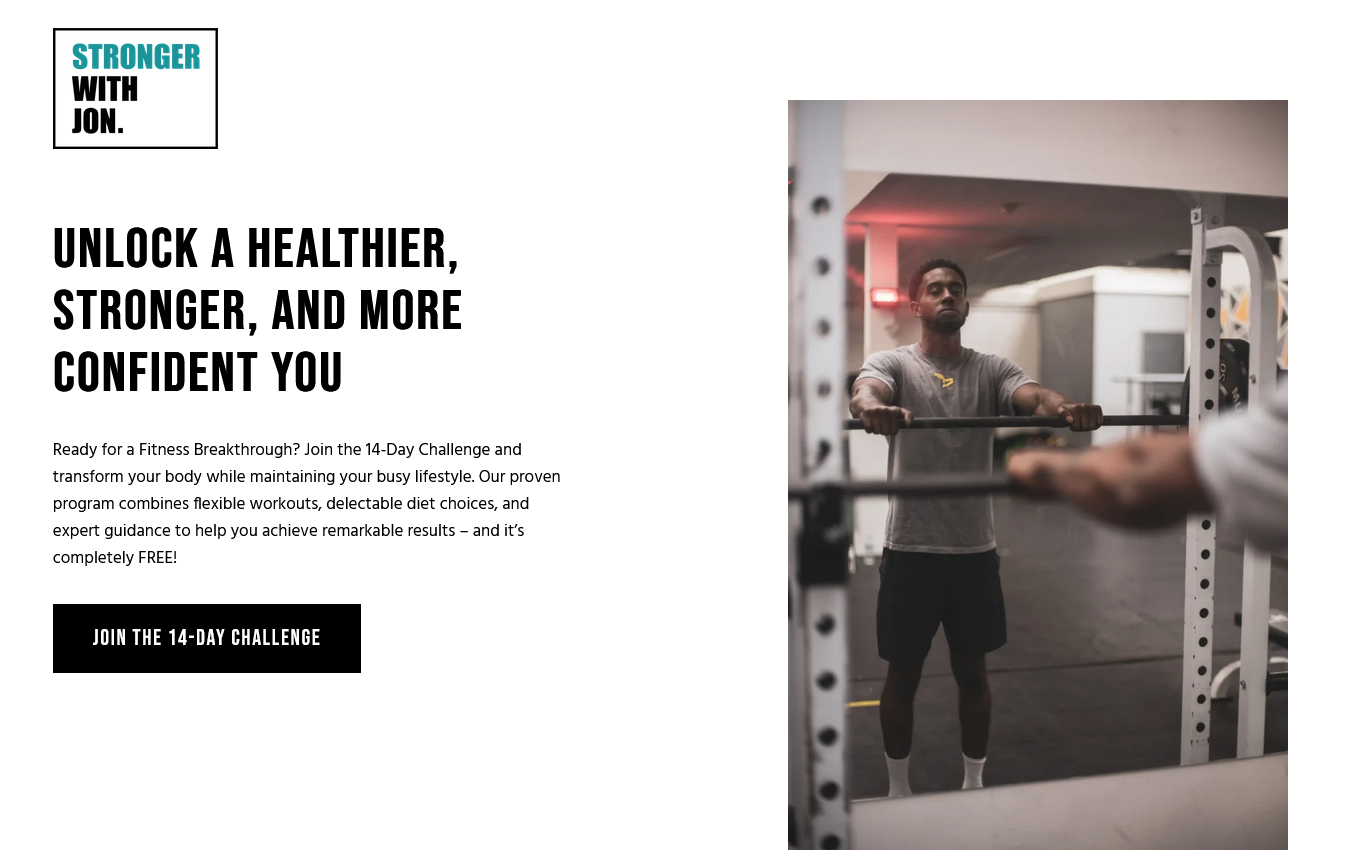 STRONGER
WITH
JON.
UNLOCK A HEALTHIER,
STRONGER, AND MORE
CONFIDENT YOU
Ready for a Fitness Breakthrough? Join the 14-Day Challenge and
transform your body while maintaining your busy lifestyle. Our proven
program combines flexible workouts, delectable diet choices, and
expert guidance to help you achieve remarkable results – and it’s
completely FREE!
JOIN THE 14-DAY CHALLENGE